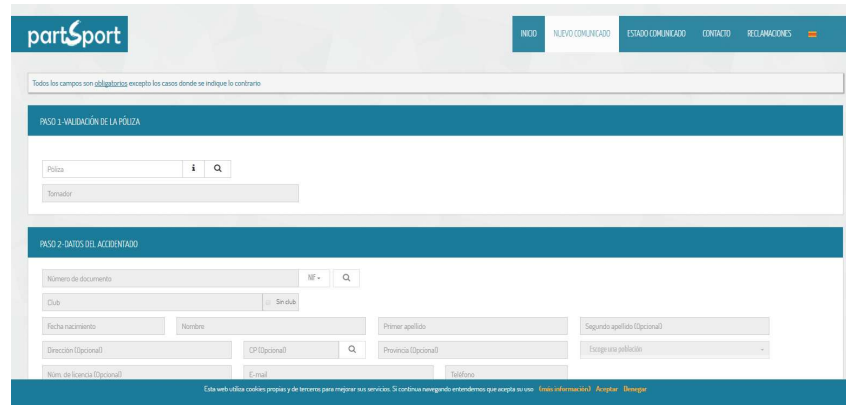 partSport
INICIO NUEVO COMUNICADO ESTADO COMUNICADO CONTACTO RECLAMACIONES
Todos los campos son obligatorios excepto los casos donde se indique lo contrario
PASO 1-VALIDACIÓN DE LA PÓLIZA
Póliza i
Tomador
PASO 2-DATOS DEL ACCIDENTADO
Número de documento NIF
Club Sin club
Fecha nacimiento Nombre Primer apellido Segundo apellido (Opcional)
Dirección (Opcional) CP (Opcional) Provincia (Opcional) Escoge una población
Núm. de licencia (Opcional) E-mail Teléfono
Esta web utiliza cookies propias y de terceros para mejorar sus servicios. Si continua navegando entendemos que acepta su uso (más información) Aceptar Denegar